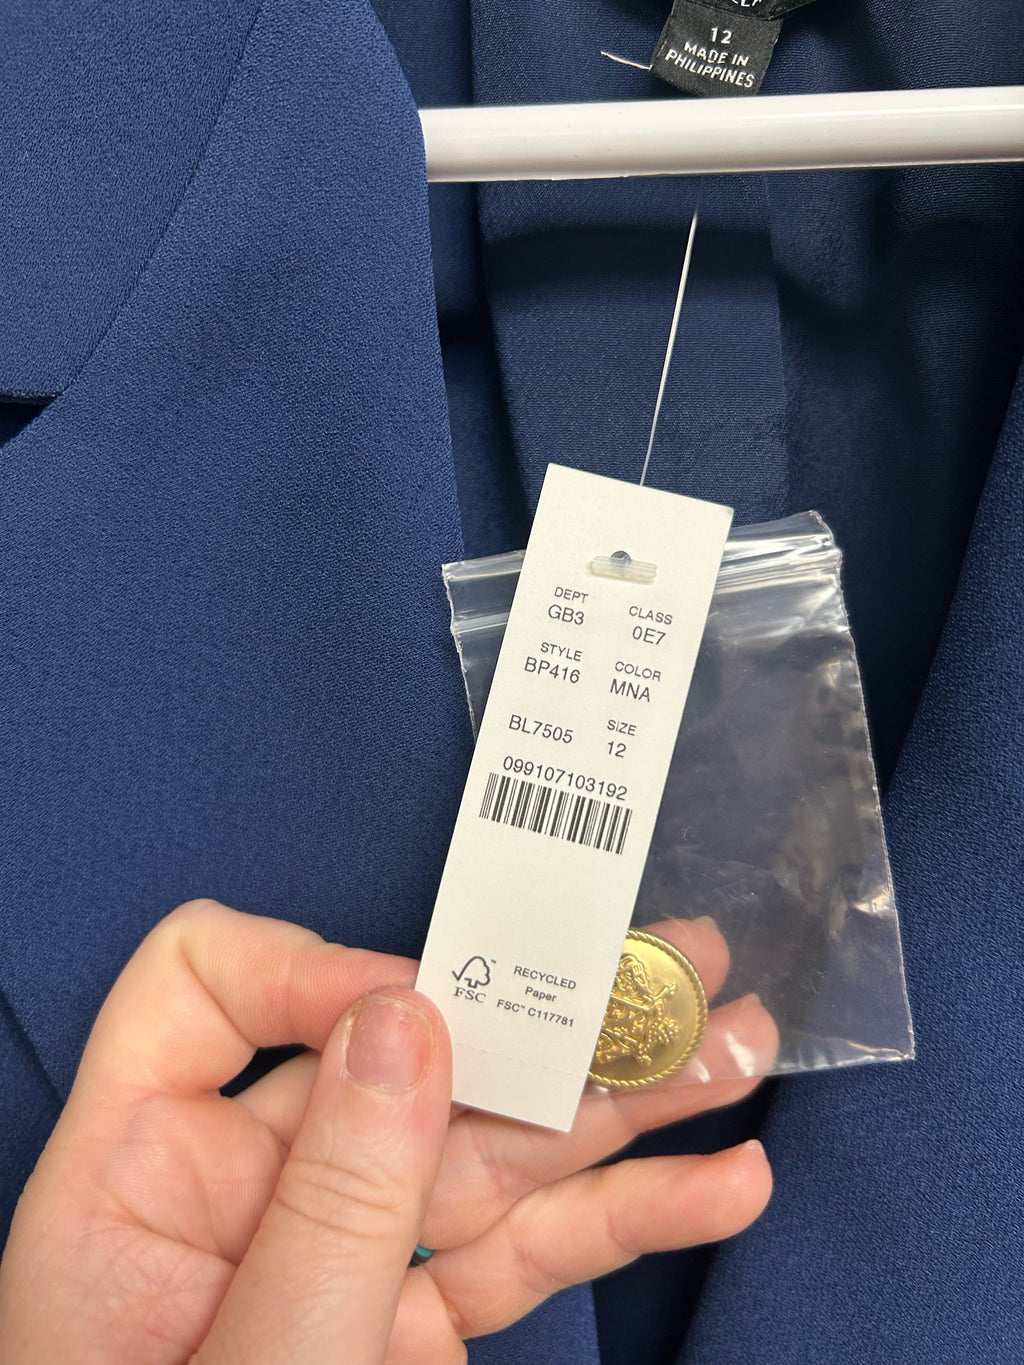 12
MADE IN
PHILIPPINES
DEPT CLASS
GB3 0E7
STYLE COLOR
BP416 MNA
SIZE
BL7505 12
099107103192
FSC™
RECYCLED
Paper
FSC™ C117781